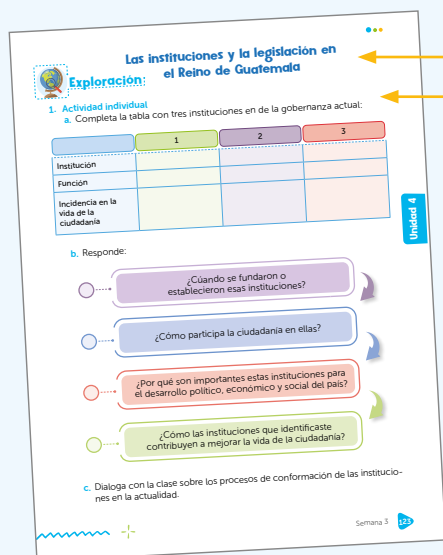 Las instituciones y la legislación en
el Reino de Guatemala
Exploración:
1. Actividad individual
a. Completa la tabla con tres instituciones en de la gobernanza actual:
1 2 3
Institución
Función
Incidencia en la
vida de la
ciudadanía
Unidad 4
b. Responde:
¿Cúando se fundaron o
establecieron esas instituciones?
¿Cómo participa la ciudadanía en ellas?
¿Por qué son importantes estas instituciones para
el desarrollo político, económico y social del país?
¿Cómo las instituciones que identificaste
contribuyen a mejorar la vida de la ciudadanía?
c. Dialoga con la clase sobre los procesos de conformación de las institucio-
nes en la actualidad.
Semana 3 123